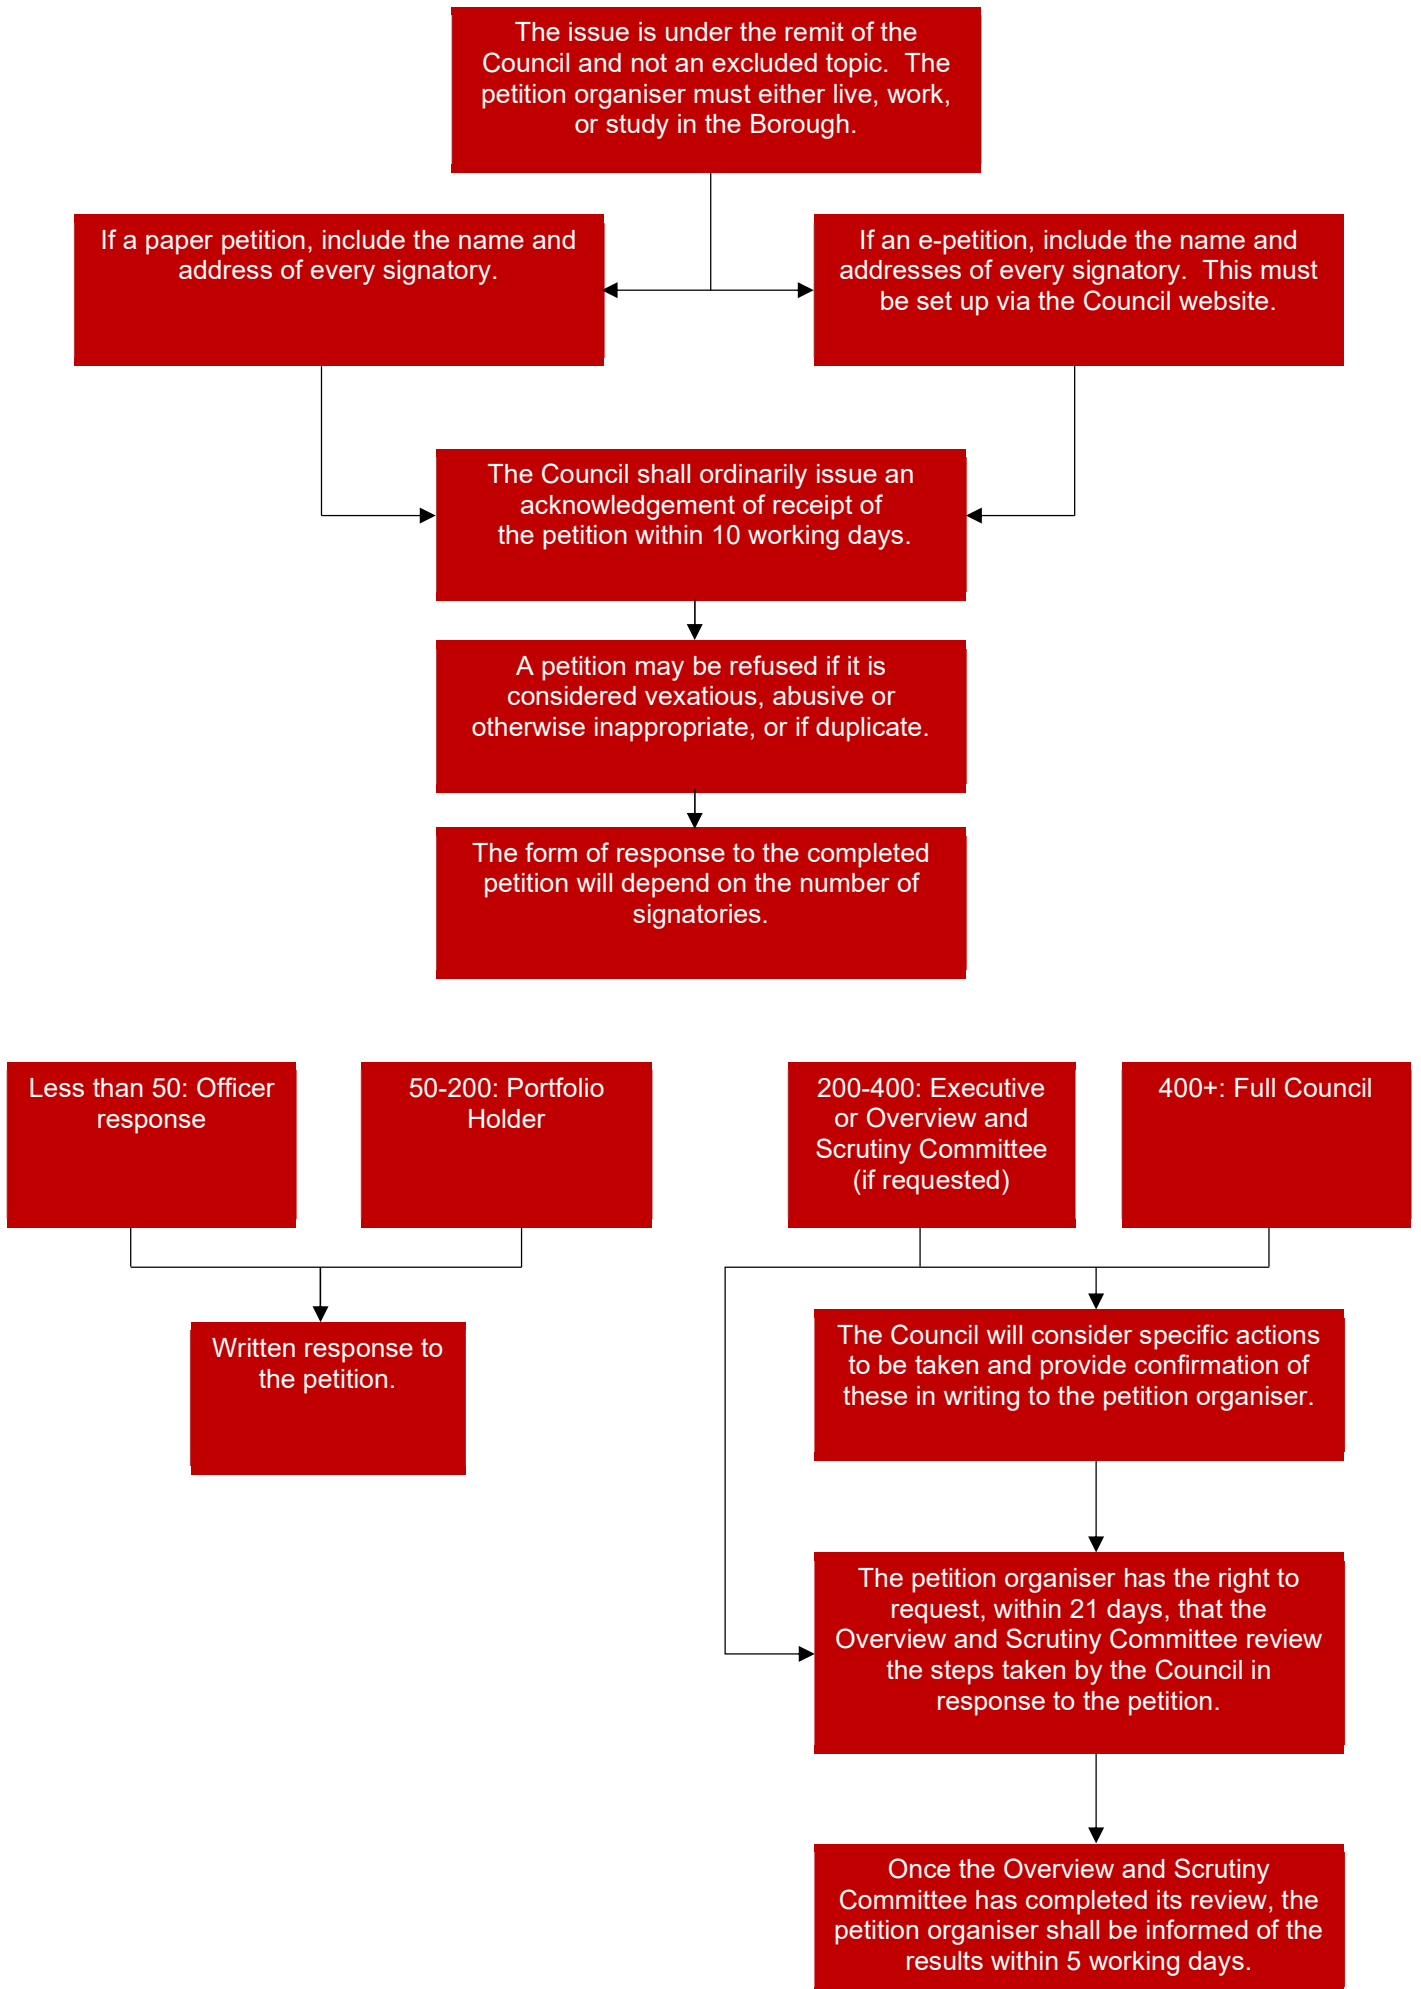 The issue is under the remit of the
Council and not an excluded topic.  The
petition organiser must either live, work,
or study in the Borough.
If a paper petition, include the name and
address of every signatory.
If an e-petition, include the name and
addresses of every signatory.  This must
be set up via the Council website.
The Council shall ordinarily issue an
acknowledgement of receipt of
the petition within 10 working days.
A petition may be refused if it is
considered vexatious, abusive or
otherwise inappropriate, or if duplicate.
The form of response to the completed
petition will depend on the number of
signatories.
Less than 50: Officer
response
50-200: Portfolio
Holder
200-400: Executive
or Overview and
Scrutiny Committee
(if requested)
400+: Full Council
Written response to
the petition.
The Council will consider specific actions
to be taken and provide confirmation of
these in writing to the petition organiser.
The petition organiser has the right to
request, within 21 days, that the
Overview and Scrutiny Committee review
the steps taken by the Council in
response to the petition.
Once the Overview and Scrutiny
Committee has completed its review, the
petition organiser shall be informed of the
results within 5 working days.